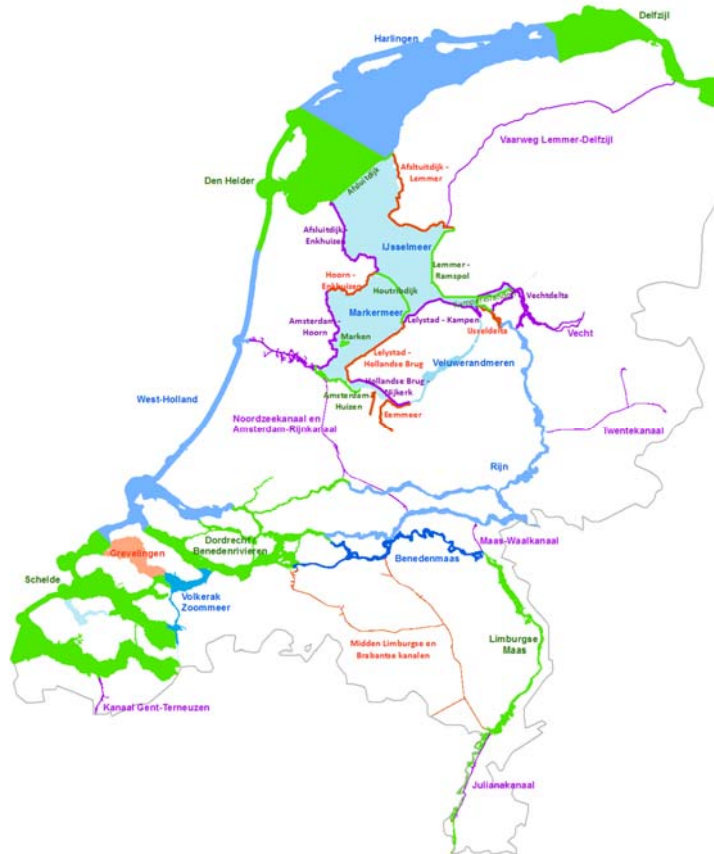 Delfzijl
Harlingen
Vaarweg Lemmer-Delfzijl
Afsltuitdijk -
Lemmer
Den Helder
Afsluitdijk
Afsluitdijk -
Enkhuizen
IJsselmeer
Lemmer -
Ramspol
Hoorn -
Enkhuizen
Houtribdijk
Vechtdelta
Markermeer
Lelystad - Kampen
IJsseldelta
Vecht
Amsterdam -
Hoorn
Marken
Lelystad -
Hollandse Brug
Veluwerandmeren
Hollandse Brug -
Nijkerk
Amsterdam -
Huizen
Eemmeer
West-Holland
Noordzeekanaal en
Amsterdam-Rijnkanaal
Twentekanaal
Rijn
Maas-Waalkanaal
Dordrecht /
Benedenrivieren
Grevelingen
Benedenmaas
Schelde
Volkerak
Zoommeer
Midden Limburgse en
Brabantse kanalen
Limburgse
Maas
Kanaal Gent-Terneuzen
Julianakanaal